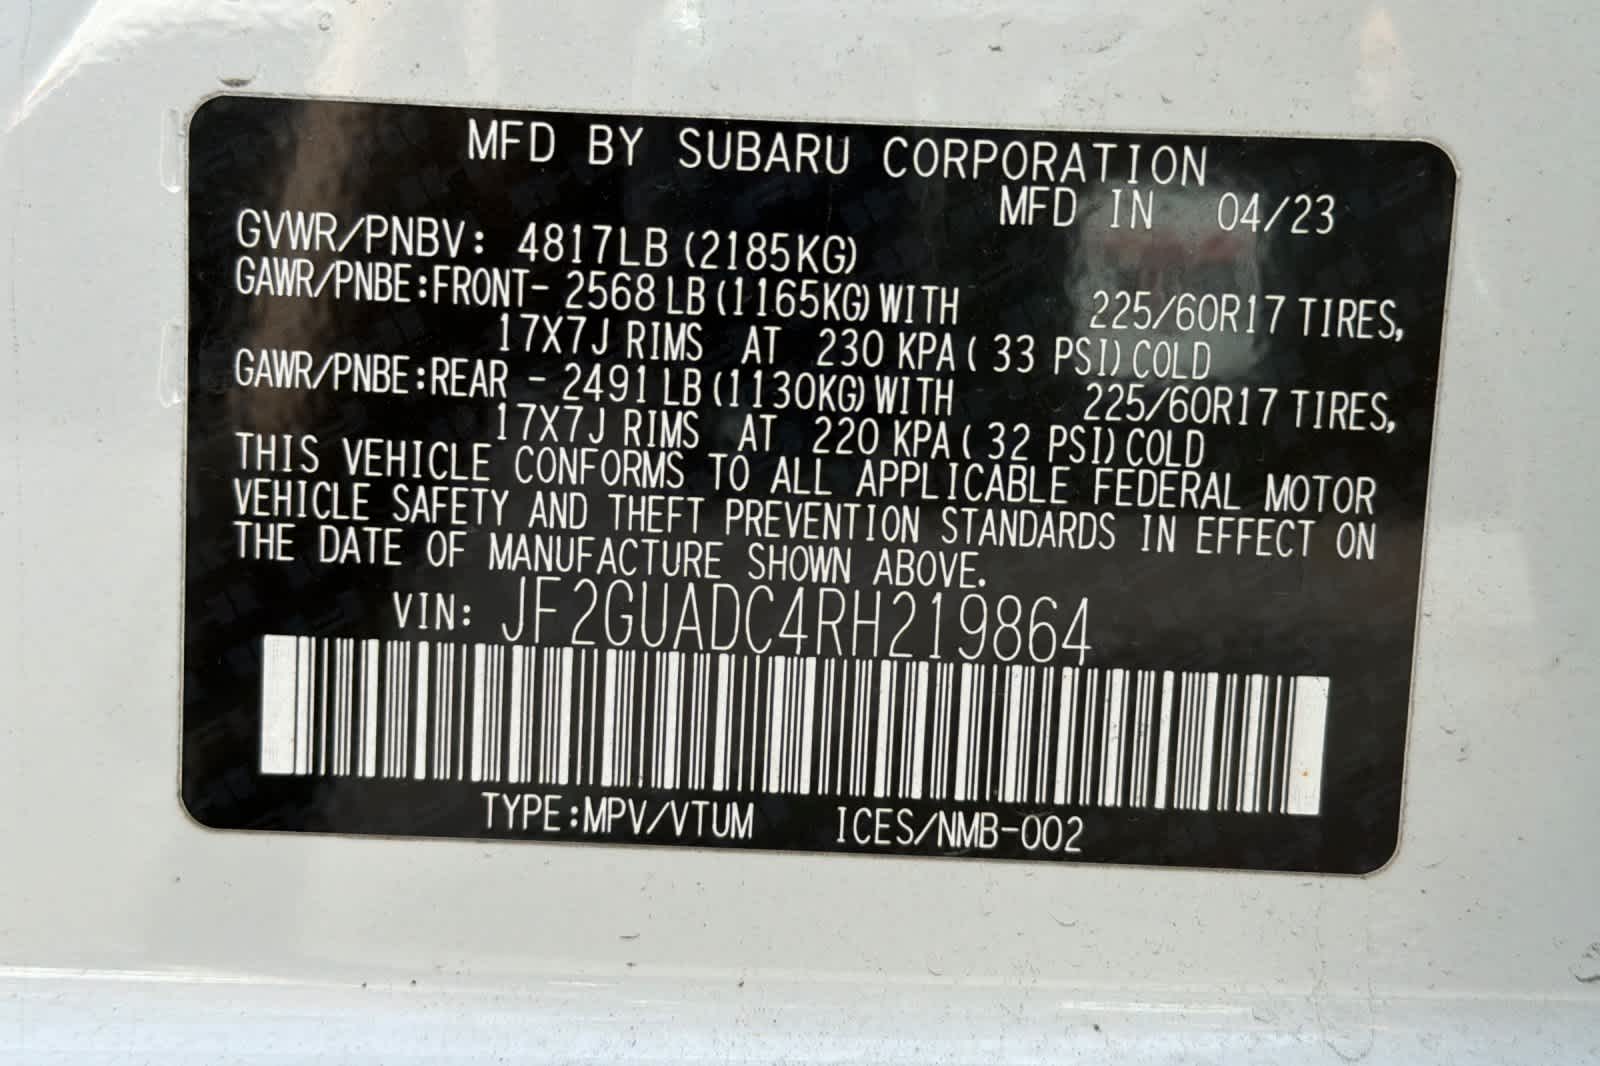 MFD BY SUBARU CORPORATION
MFD IN 04/23
GVWR/PNBV: 4817LB (2185KG)
GAWR/PNBE:FRONT- 2568 LB (1165KG) WITH 225/60R17 TIRES,
17X7J RIMS AT 230 KPA ( 33 PSI) COLD
GAWR/PNBE:REAR - 2491 LB (1130KG) WITH 225/60R17 TIRES,
17X7J RIMS AT 220 KPA ( 32 PSI) COLD
THIS VEHICLE CONFORMS TO ALL APPLICABLE FEDERAL MOTOR
VEHICLE SAFETY AND THEFT PREVENTION STANDARDS IN EFFECT ON
THE DATE OF MANUFACTURE SHOWN ABOVE.
VIN: JF2GUADC4RH219864
TYPE:MPV/VTUM ICES/NMB-002